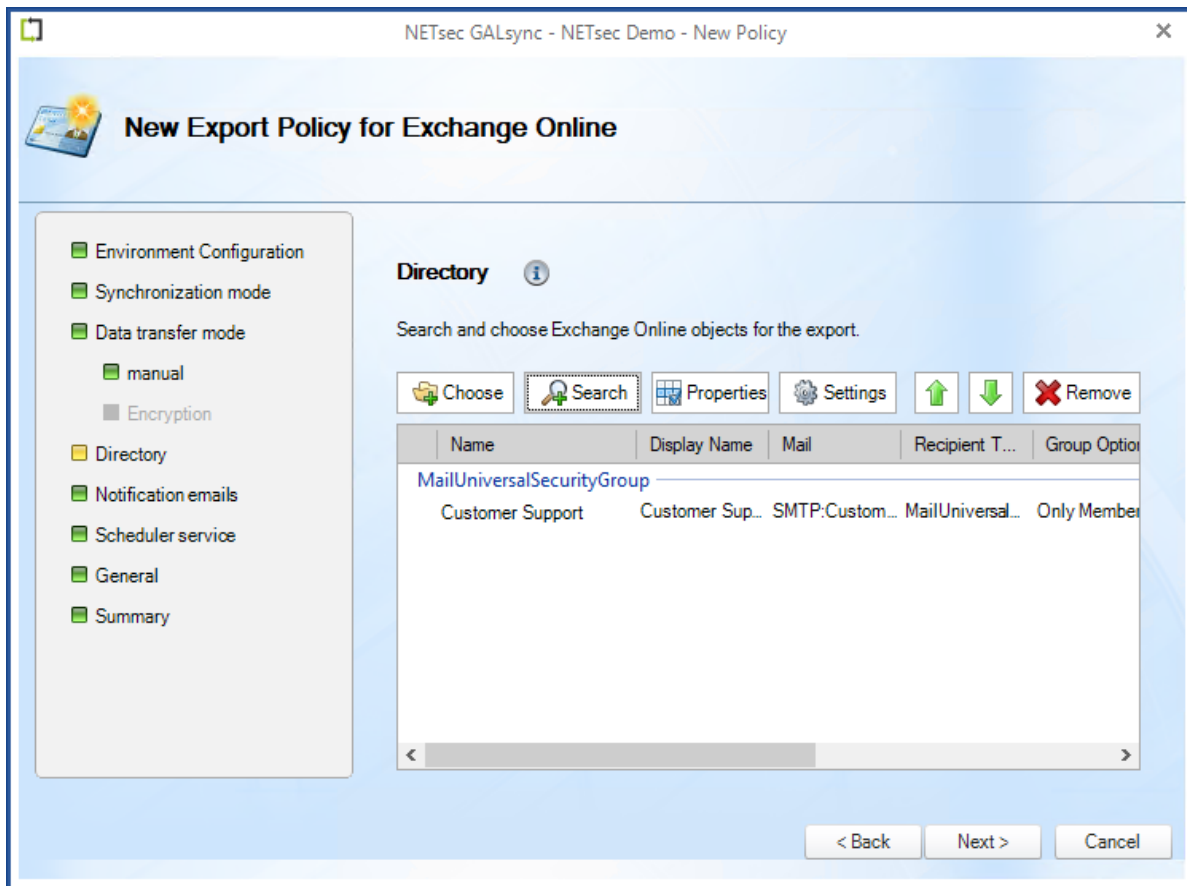 NETsec GALsync - NETsec Demo - New Policy
New Export Policy for Exchange Online
Environment Configuration
Synchronization mode
Data transfer mode
manual
Encryption
Directory
Notification emails
Scheduler service
General
Summary
Directory
Search and choose Exchange Online objects for the export.
Choose Search Properties Settings Remove
Name Display Name Mail Recipient T... Group Option
MailUniversalSecurityGroup
Customer Support Customer Sup... SMTP:Custom... MailUniversal... Only Member
< Back Next > Cancel